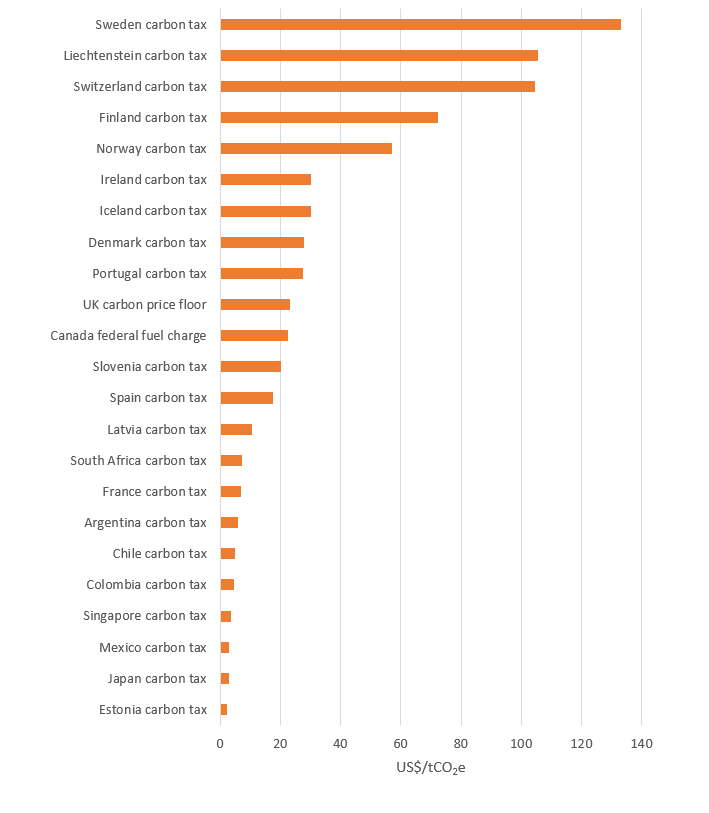 Sweden carbon tax
Liechtenstein carbon tax
Switzerland carbon tax
Finland carbon tax
Norway carbon tax
Ireland carbon tax
Iceland carbon tax
Denmark carbon tax
Portugal carbon tax
UK carbon price floor
Canada federal fuel charge
Slovenia carbon tax
Spain carbon tax
Latvia carbon tax
South Africa carbon tax
France carbon tax
Argentina carbon tax
Chile carbon tax
Colombia carbon tax
Singapore carbon tax
Mexico carbon tax
Japan carbon tax
Estonia carbon tax
0 20 40 60 80 100 120 140
US$/tCO₂e